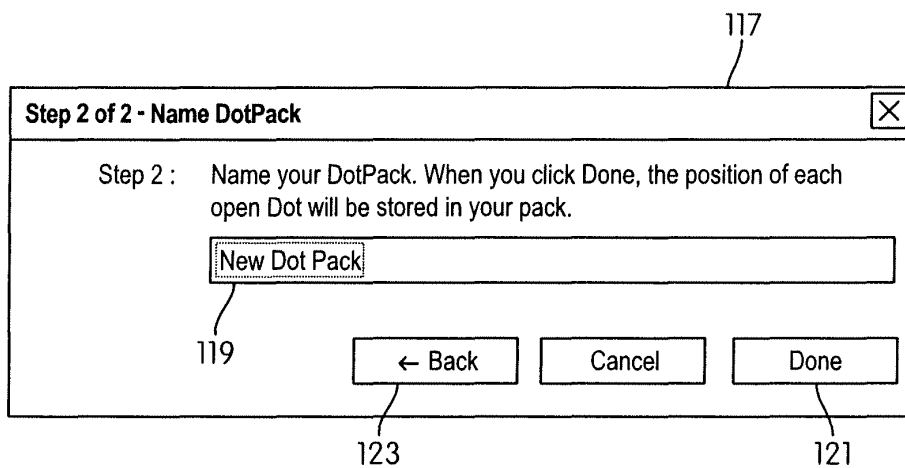 117
Step 2 of 2 - Name DotPack
Step 2 : Name your DotPack. When you click Done, the position of each
open Dot will be stored in your pack.
New Dot Pack
119
← Back Cancel Done
123 121